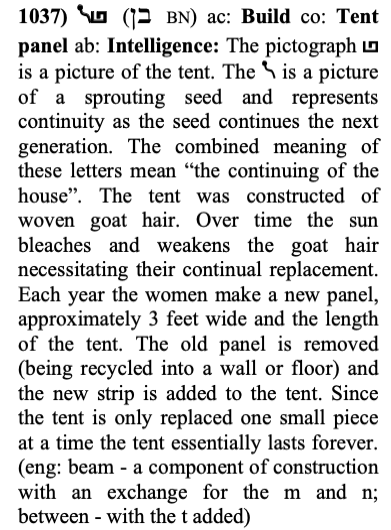 1037) (בן BN) ac: Build co: Tent
panel ab: Intelligence: The pictograph
is a picture of the tent. The is a picture
of a sprouting seed and represents
continuity as the seed continues the next
generation. The combined meaning of
these letters mean “the continuing of the
house”. The tent was constructed of
woven goat hair. Over time the sun
bleaches and weakens the goat hair
necessitating their continual replacement.
Each year the women make a new panel,
approximately 3 feet wide and the length
of the tent. The old panel is removed
(being recycled into a wall or floor) and
the new strip is added to the tent. Since
the tent is only replaced one small piece
at a time the tent essentially lasts forever.
(eng: beam - a component of construction
with an exchange for the m and n;
between - with the t added)